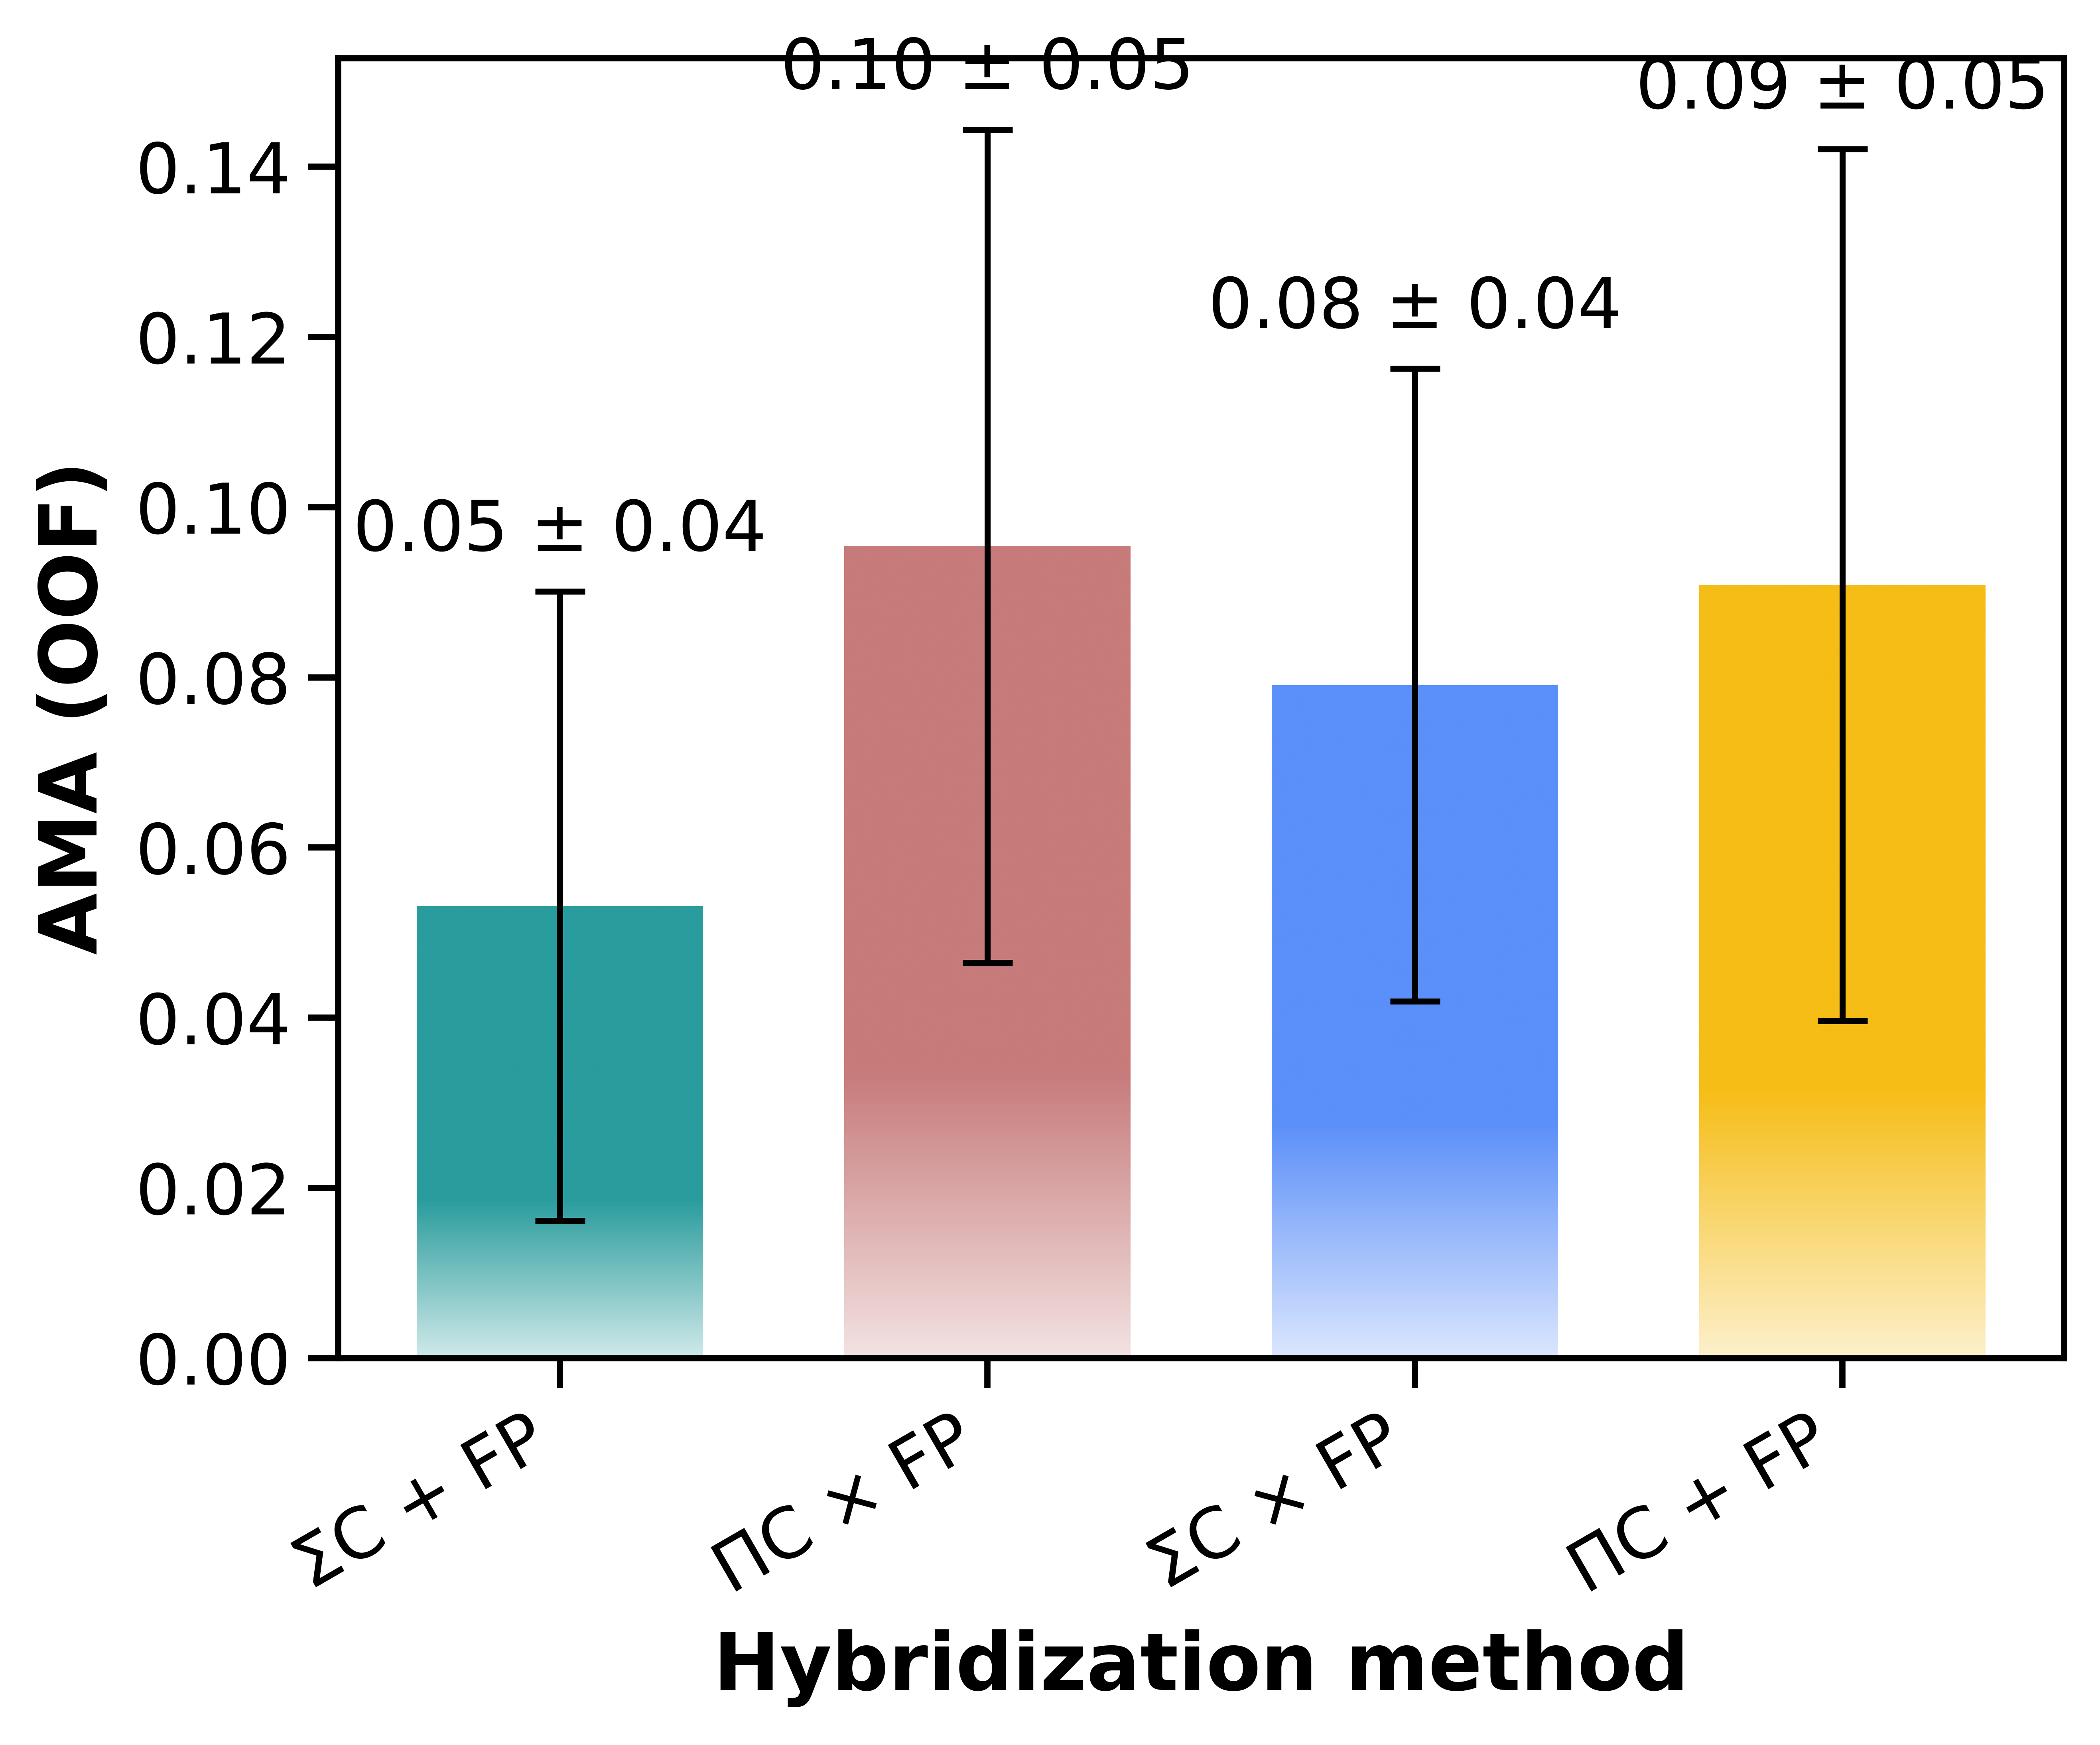 0.10 ± 0.05
0.09 ± 0.05
0.08 ± 0.04
0.05 ± 0.04
AMA (OOF)
0.14
0.12
0.10
0.08
0.06
0.04
0.02
0.00
ΣC + FP
ΠC × FP
ΣC × FP
ΠC + FP
Hybridization method